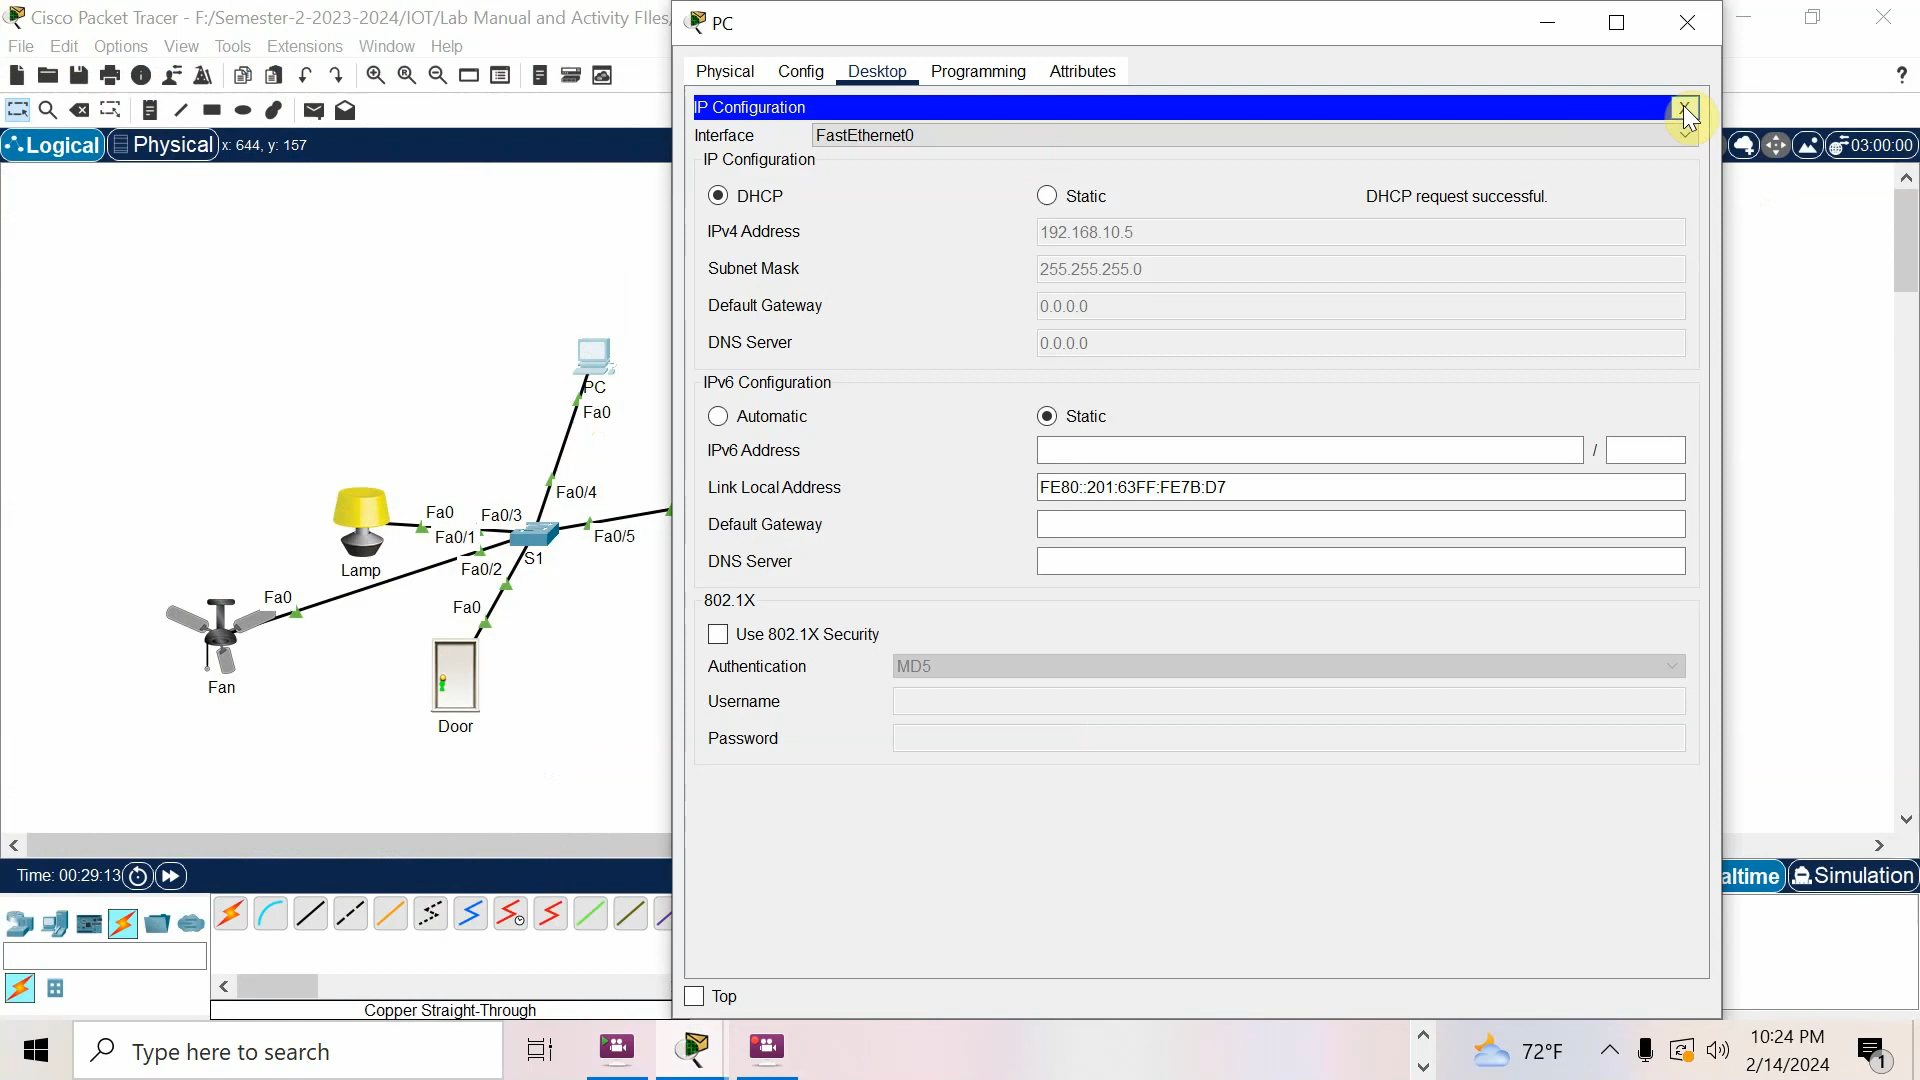 Cisco Packet Tracer - F:/Semester-2-2023-2024/IOT/Lab Manual and Activity FIles
File Edit Options View Tools Extensions Window Help
Logical Physical x: 644, y: 157
03:00:00
PC
Fa0
Fa0/4
Fa0
Fa0/3
Fa0/1
Fa0/5
S1
Fa0/2
Lamp
Fa0
Fa0
Fan
Door
Time: 00:29:13
altime Simulation
Copper Straight-Through
PC
Physical Config Desktop Programming Attributes
IP Configuration X
Interface FastEthernet0
IP Configuration
DHCP Static DHCP request successful.
IPv4 Address 192.168.10.5
Subnet Mask 255.255.255.0
Default Gateway 0.0.0.0
DNS Server 0.0.0.0
IPv6 Configuration
Automatic Static
IPv6 Address /
Link Local Address FE80::201:63FF:FE7B:D7
Default Gateway
DNS Server
802.1X
Use 802.1X Security
Authentication MD5
Username
Password
Top
Type here to search
72°F
10:24 PM
2/14/2024
1